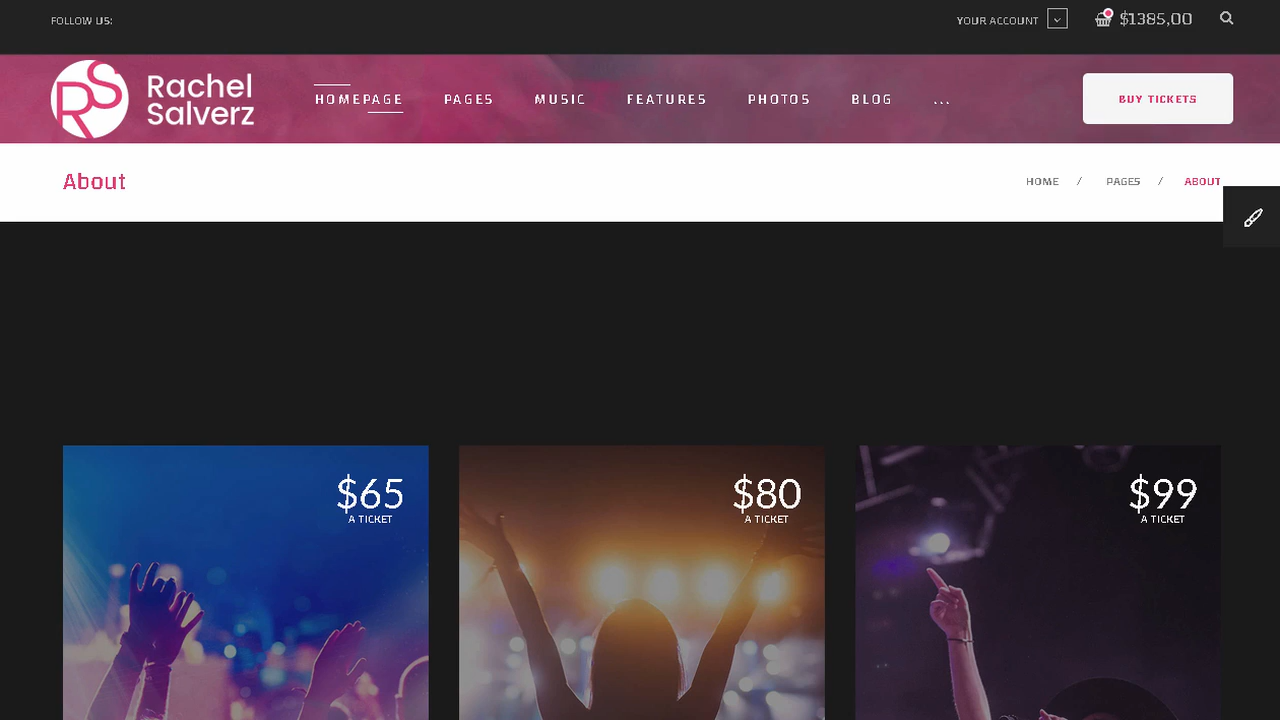 FOLLOW US:
YOUR ACCOUNT
$1385,00
RS
Rachel
Salverz
HOMEPAGE
PAGES
MUSIC
FEATURES
PHOTOS
BLOG
...
BUY TICKETS
About
HOME / PAGES / ABOUT
$65
A TICKET
$80
A TICKET
$99
A TICKET